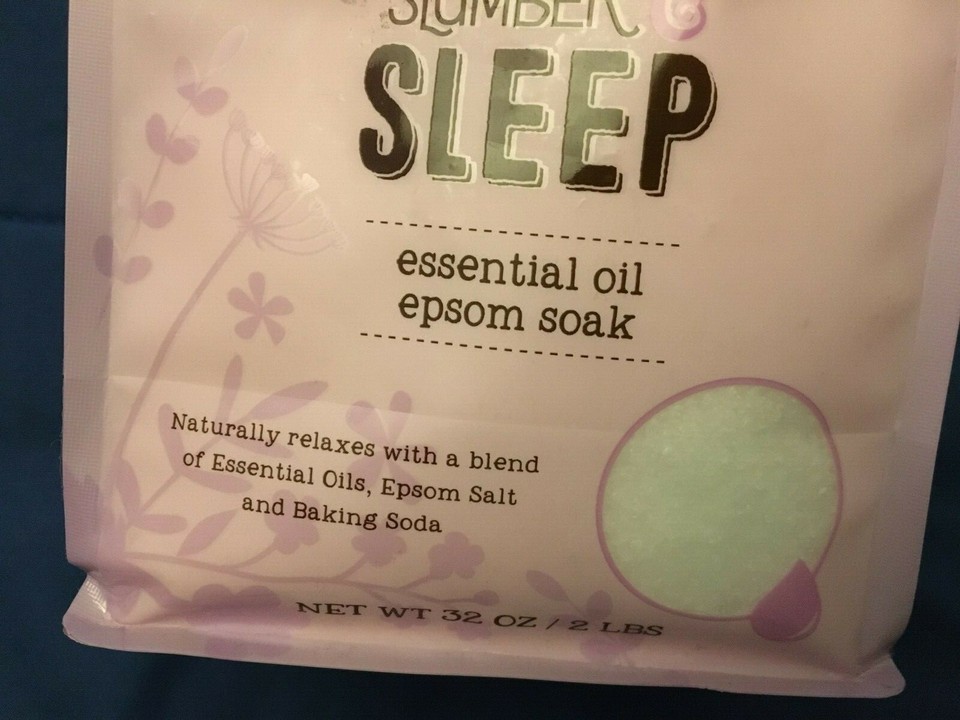 SLUMBER
SLEEP
essential oil
epsom soak
Naturally relaxes with a blend
of Essential Oils, Epsom Salt
and Baking Soda
NET WT 32 OZ / 2 LBS